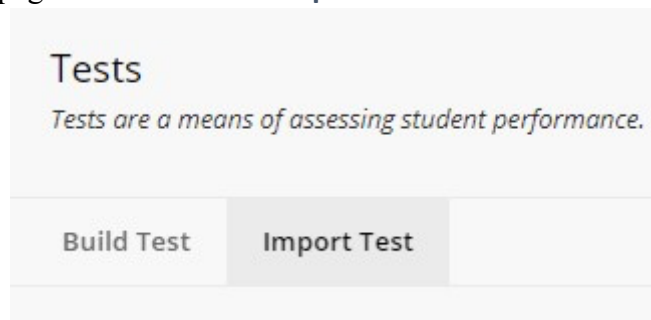 Tests
Tests are a means of assessing student performance.
Build Test Import Test